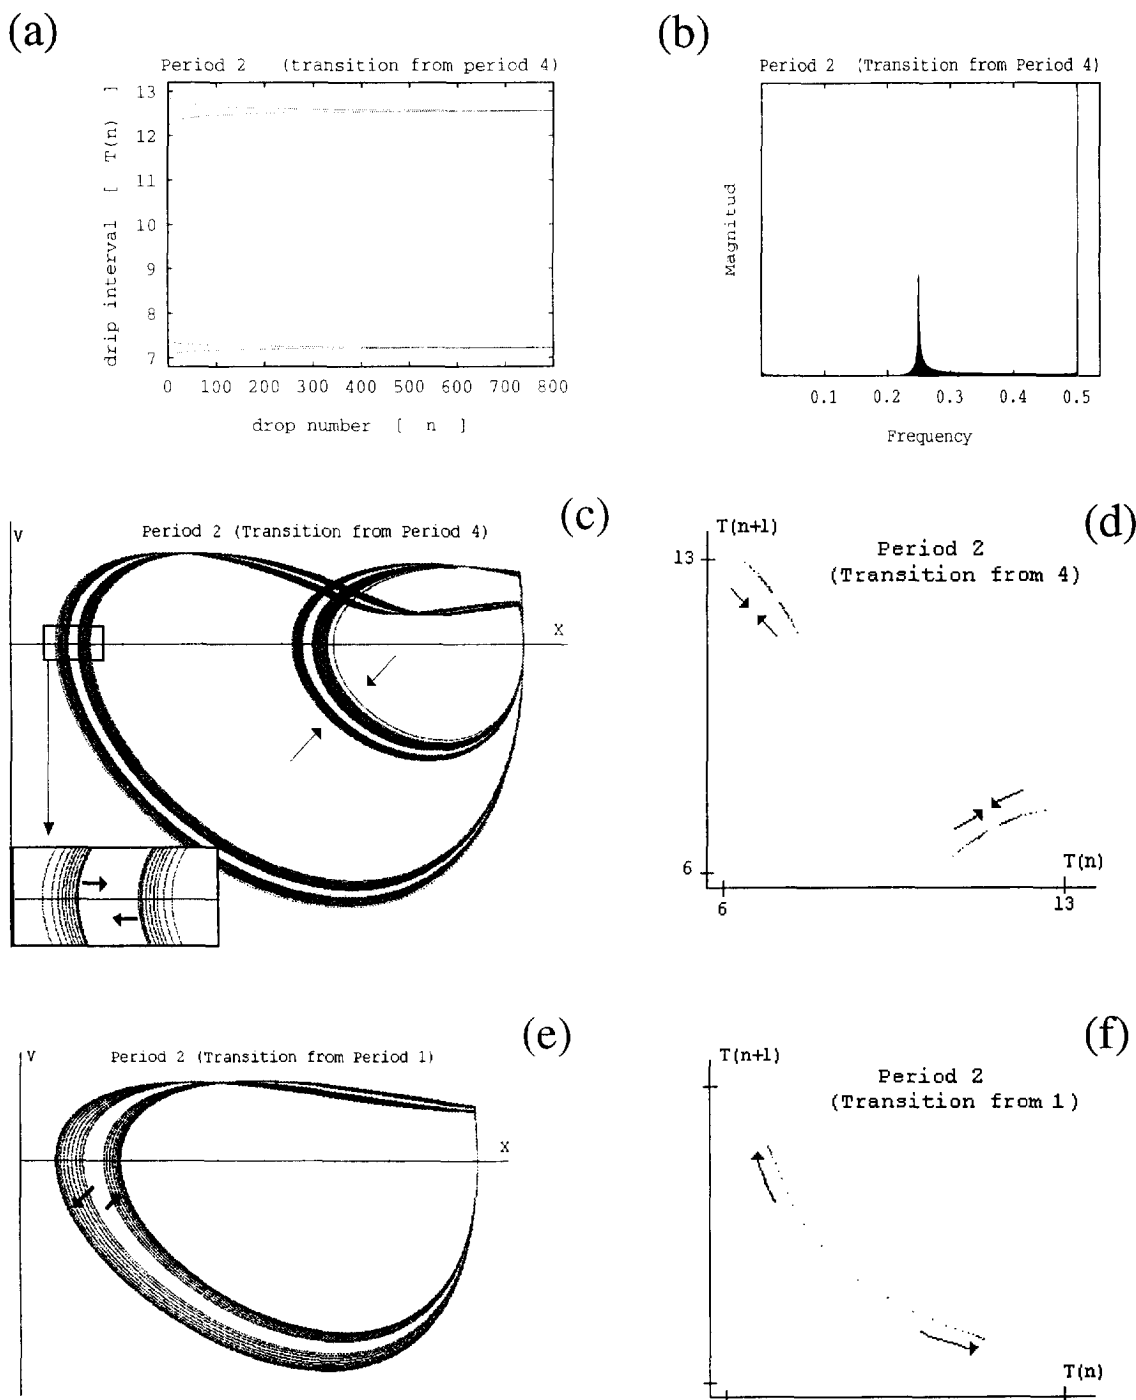 (a)
Period 2 (transition from period 4)
drip interval [ T(n) ]
13
12
11
10
9
8
7
0 100 200 300 400 500 600 700 800
drop number [ n ]
(b)
Period 2 (Transition from Period 4)
Magnitud
0.1 0.2 0.3 0.4 0.5
Frequency
(c)
V
Period 2 (Transition from Period 4)
X
(d)
T(n+1)
Period 2
(Transition from 4)
13
6
T(n)
6
13
(e)
V
Period 2 (Transition from Period 1)
X
(f)
T(n+1)
Period 2
(Transition from 1)
T(n)